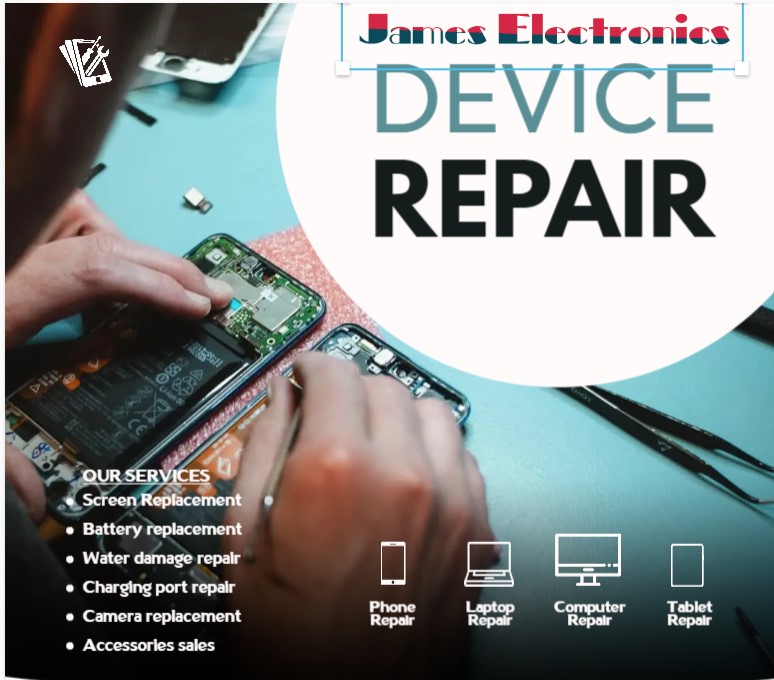 James Electronics
DEVICE
REPAIR
OUR SERVICES
Screen Replacement
Battery replacement
Water damage repair
Charging port repair
Camera replacement
Accessories sales
Phone
Repair
Laptop
Repair
Computer
Repair
Tablet
Repair